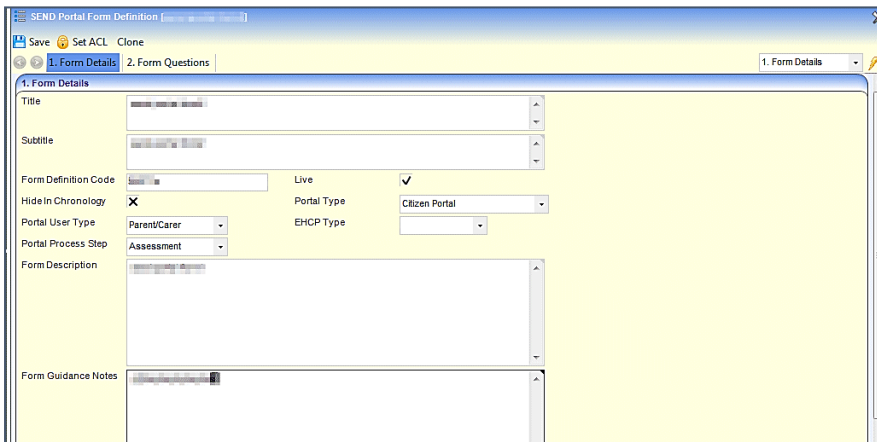 SEND Portal Form Definition [
]
Save Set ACL Clone
1. Form Details 2. Form Questions 1. Form Details
1. Form Details
Title
Subtitle
Form Definition Code Live
Hide In Chronology Portal Type Citizen Portal
Portal User Type Parent/Carer EHCP Type
Portal Process Step Assessment
Form Description
Form Guidance Notes